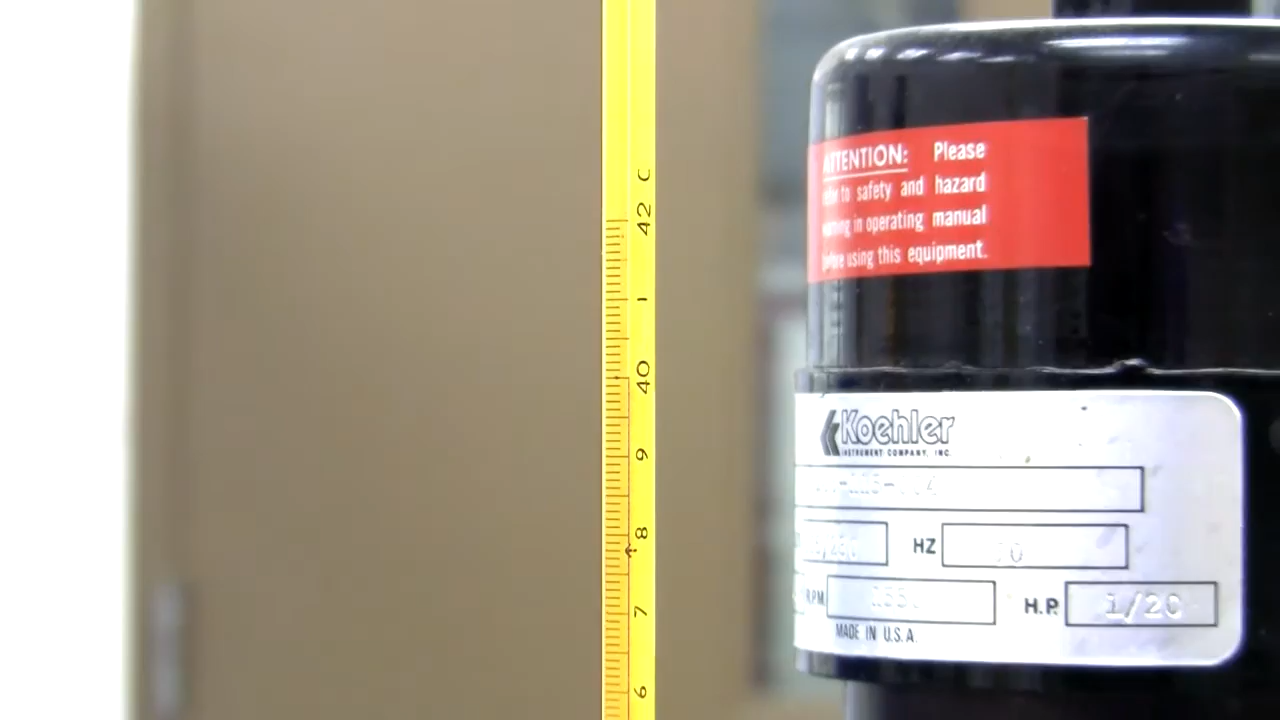 C
42
1
40
9
8
7
6
ATTENTION: Please
to safety and hazard
in operating manual
using this equipment.
Koehler
INSTRUMENT COMPANY, INC.
HZ
RPM
H.P. 1/20
MADE IN U.S.A.